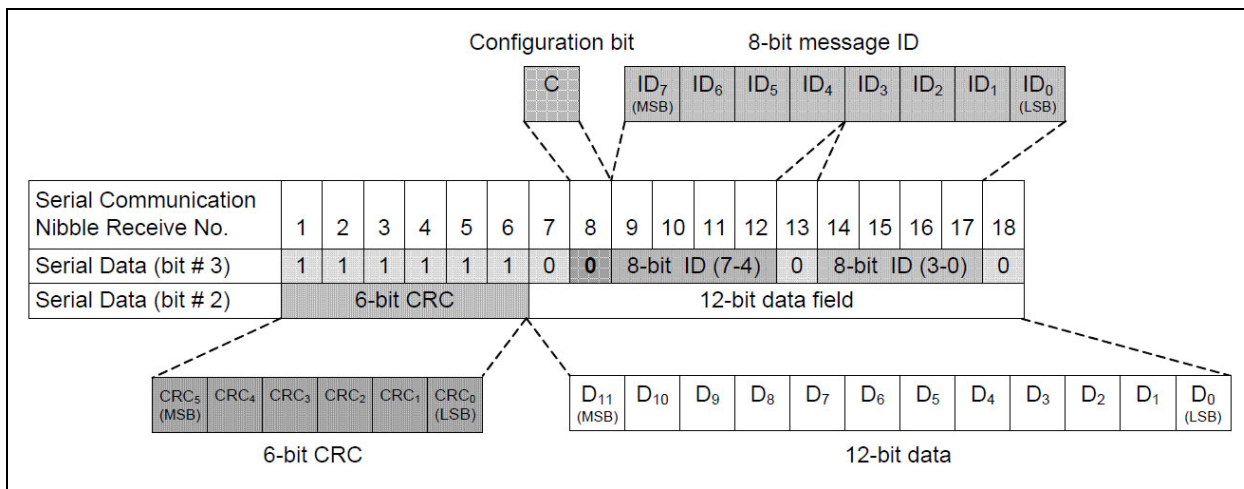 Configuration bit 8-bit message ID
C ID₇ (MSB) ID₆ ID₅ ID₄ ID₃ ID₂ ID₁ ID₀ (LSB)
Serial Communication
Nibble Receive No. 1 2 3 4 5 6 7 8 9 10 11 12 13 14 15 16 17 18
Serial Data (bit # 3) 1 1 1 1 1 1 0 0 8-bit ID (7-4) 0 8-bit ID (3-0) 0
Serial Data (bit # 2) 6-bit CRC 12-bit data field
CRC₅ (MSB) CRC₄ CRC₃ CRC₂ CRC₁ CRC₀ (LSB) D₁₁ (MSB) D₁₀ D₉ D₈ D₇ D₆ D₅ D₄ D₃ D₂ D₁ D₀ (LSB)
6-bit CRC 12-bit data